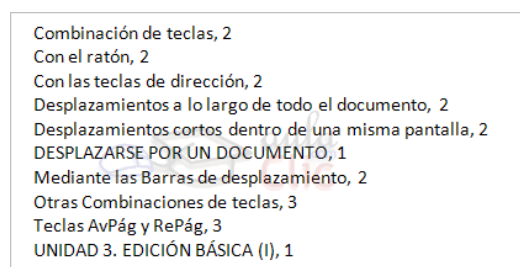 Combinación de teclas, 2
Con el ratón, 2
Con las teclas de dirección, 2
Desplazamientos a lo largo de todo el documento,  2
Desplazamientos cortos dentro de una misma pantalla, 2
DESPLAZARSE POR UN DOCUMENTO, 1
Mediante las Barras de desplazamiento, 2
Otras Combinaciones de teclas, 3
Teclas AvPág y RePág, 3
UNIDAD 3. EDICIÓN BÁSICA (I), 1
aula
Clic